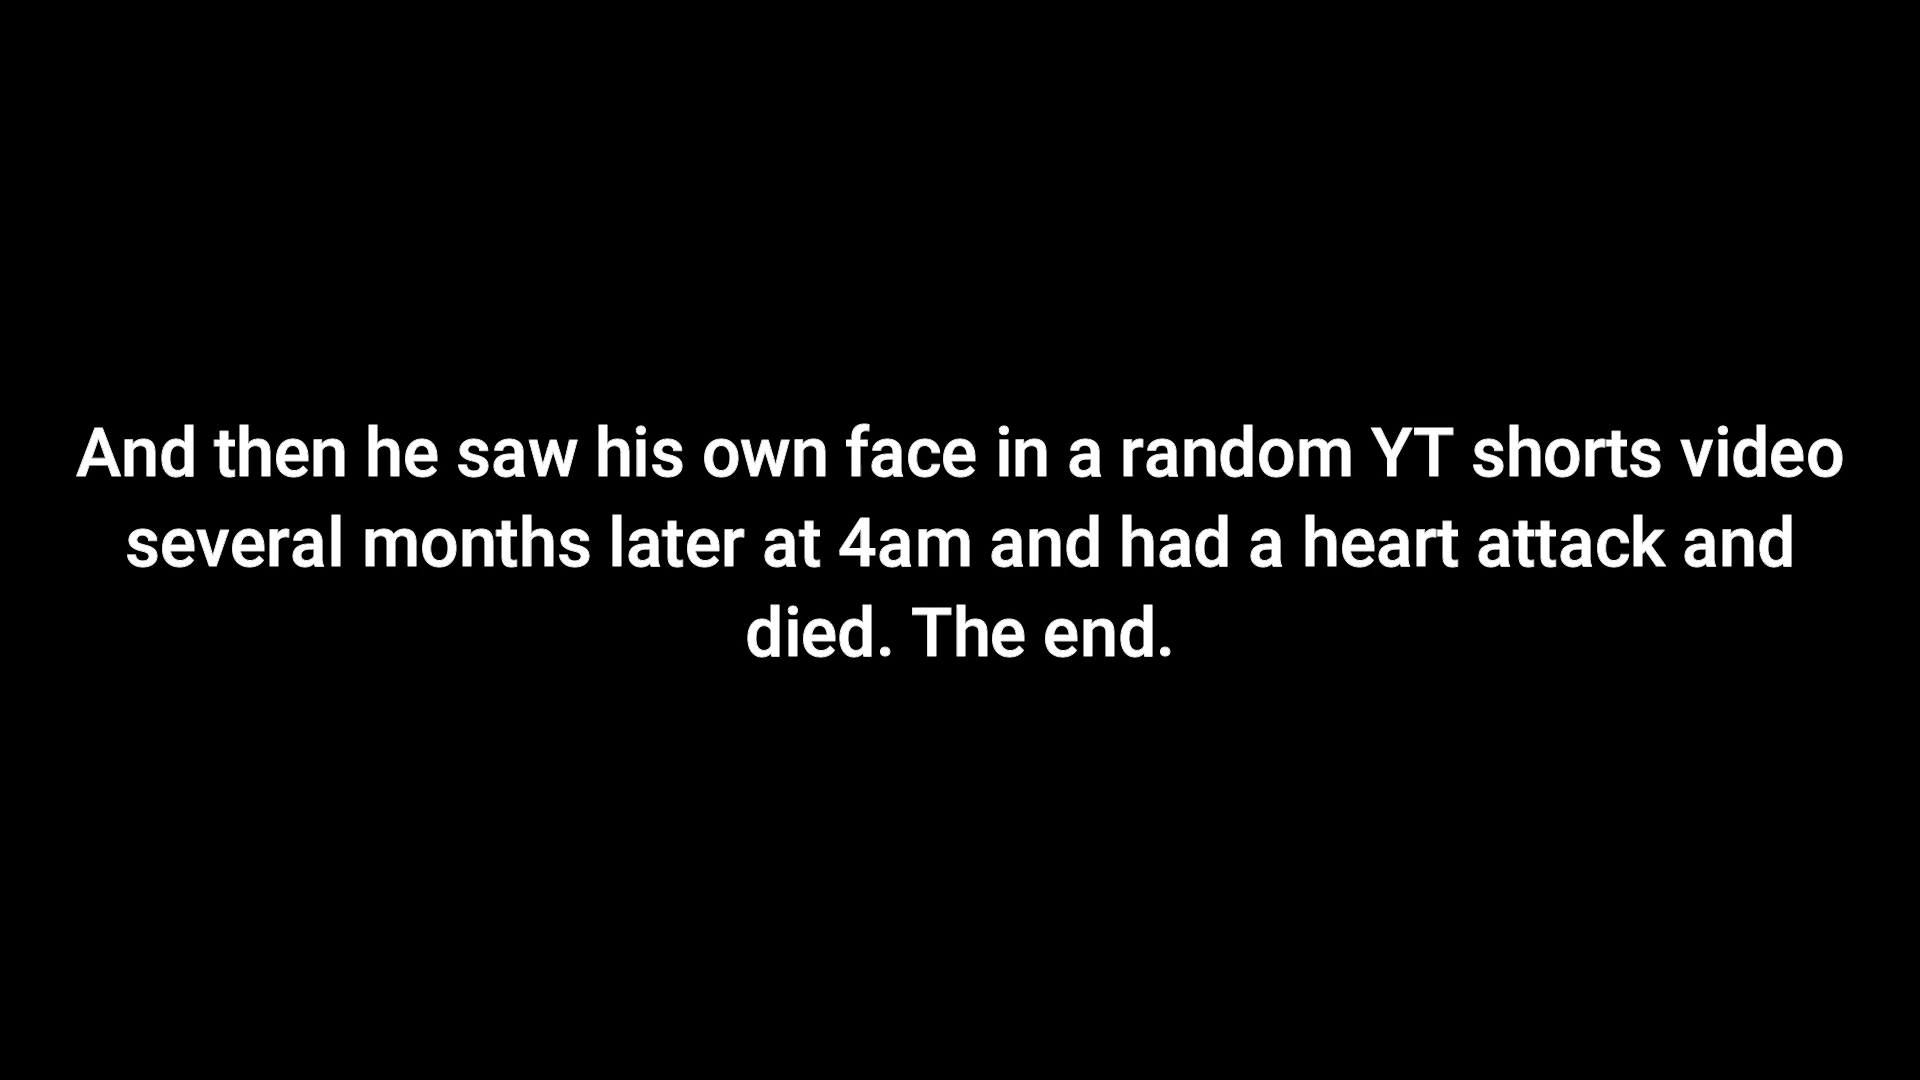 And then he saw his own face in a random YT shorts video
several months later at 4am and had a heart attack and
died. The end.